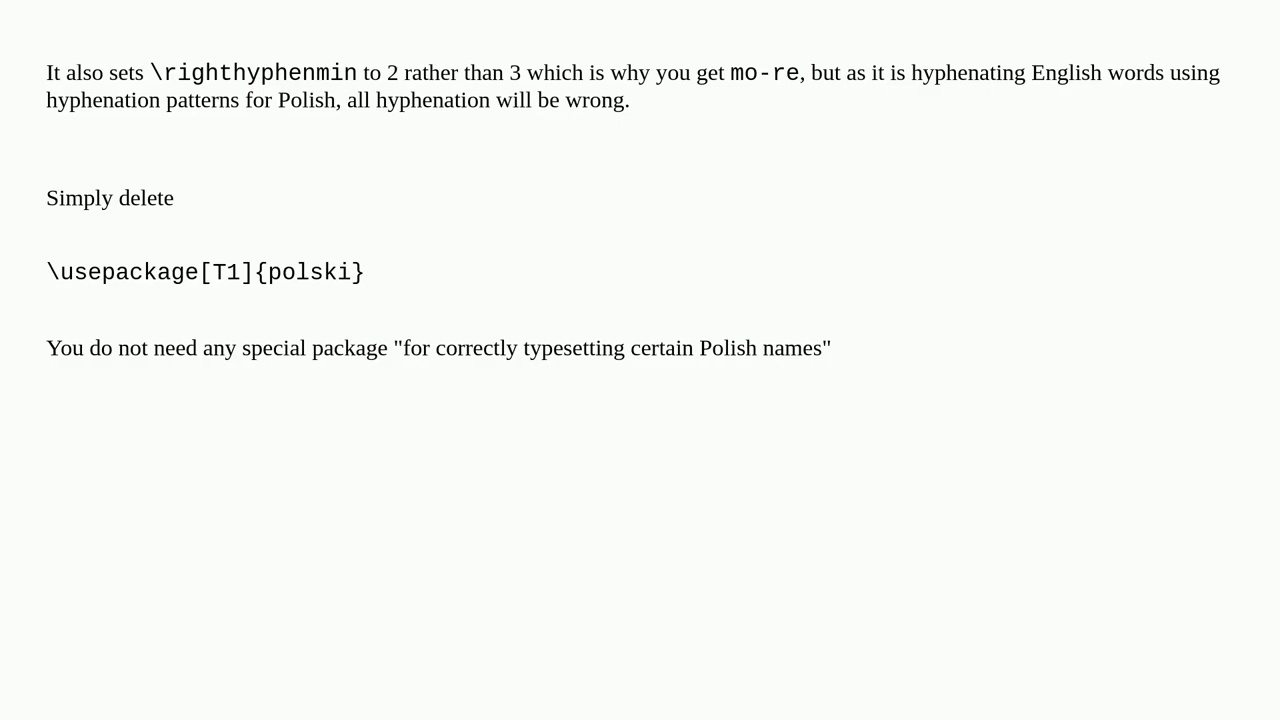 It also sets \righthyphenmin to 2 rather than 3 which is why you get mo-re, but as it is hyphenating English words using
hyphenation patterns for Polish, all hyphenation will be wrong.
Simply delete
\usepackage[T1]{polski}
You do not need any special package "for correctly typesetting certain Polish names"